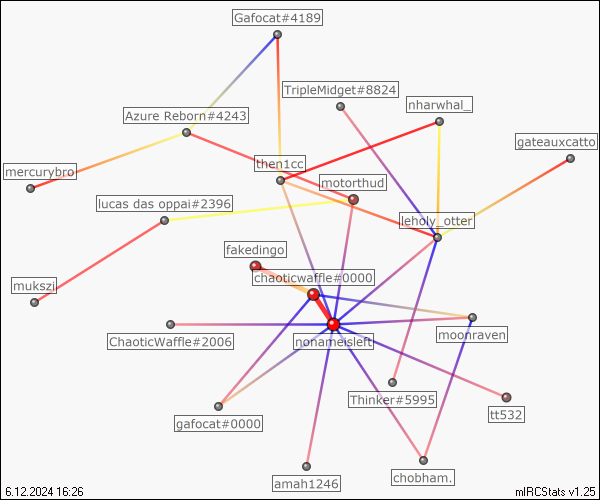 Gafocat#4189
TripleMidget#8824
nharwhal_
Azure Reborn#4243
gateauxcatto
then1cc
mercurybro
motorthud
lucas das oppai#2396
leholy_otter
fakedingo
chaoticwaffle#0000
mukszi
ChaoticWaffle#2006
nonameisleft
moonraven
Thinker#5995
tt532
gafocat#0000
chobham.
amah1246
6.12.2024 16:26
mIRCStats v1.25